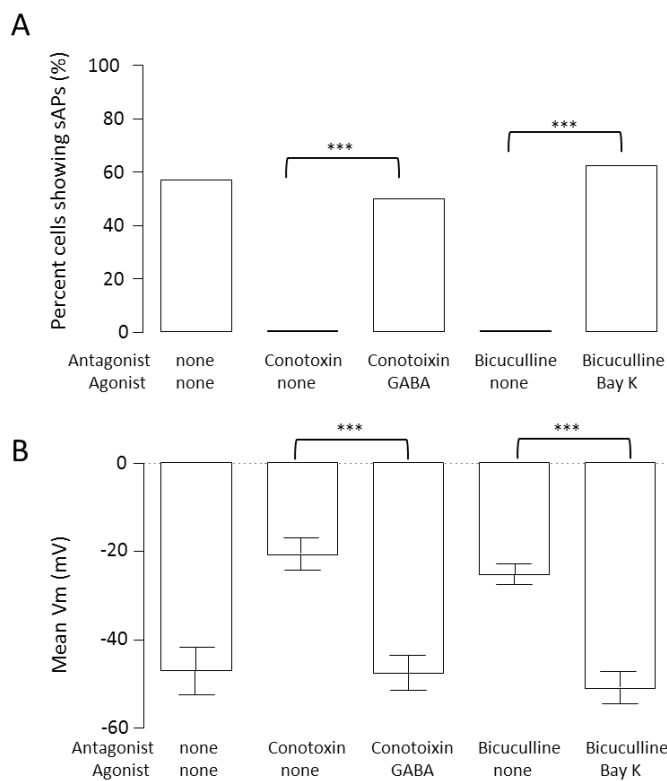 A
Percent cells showing sAPs (%)
100
80
60
40
20
0
***
***
Antagonist none Conotoxin Conotoixin Bicuculline Bicuculline
Agonist none none GABA none Bay K
B
Mean Vm (mV)
0
-20
-40
-60
***
***
Antagonist none Conotoxin Conotoixin Bicuculline Bicuculline
Agonist none none GABA none Bay K